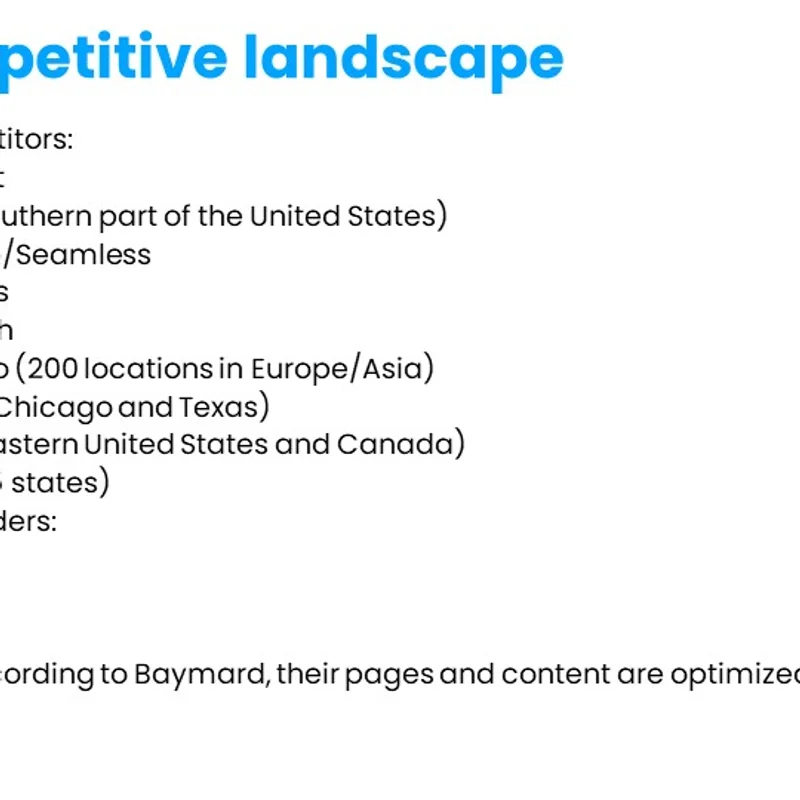 petitive landscape
titors:
uthern part of the United States)
/Seamless
s
h
o (200 locations in Europe/Asia)
Chicago and Texas)
astern United States and Canada)
states)
ders:
cording to Baymard, their pages and content are optimized